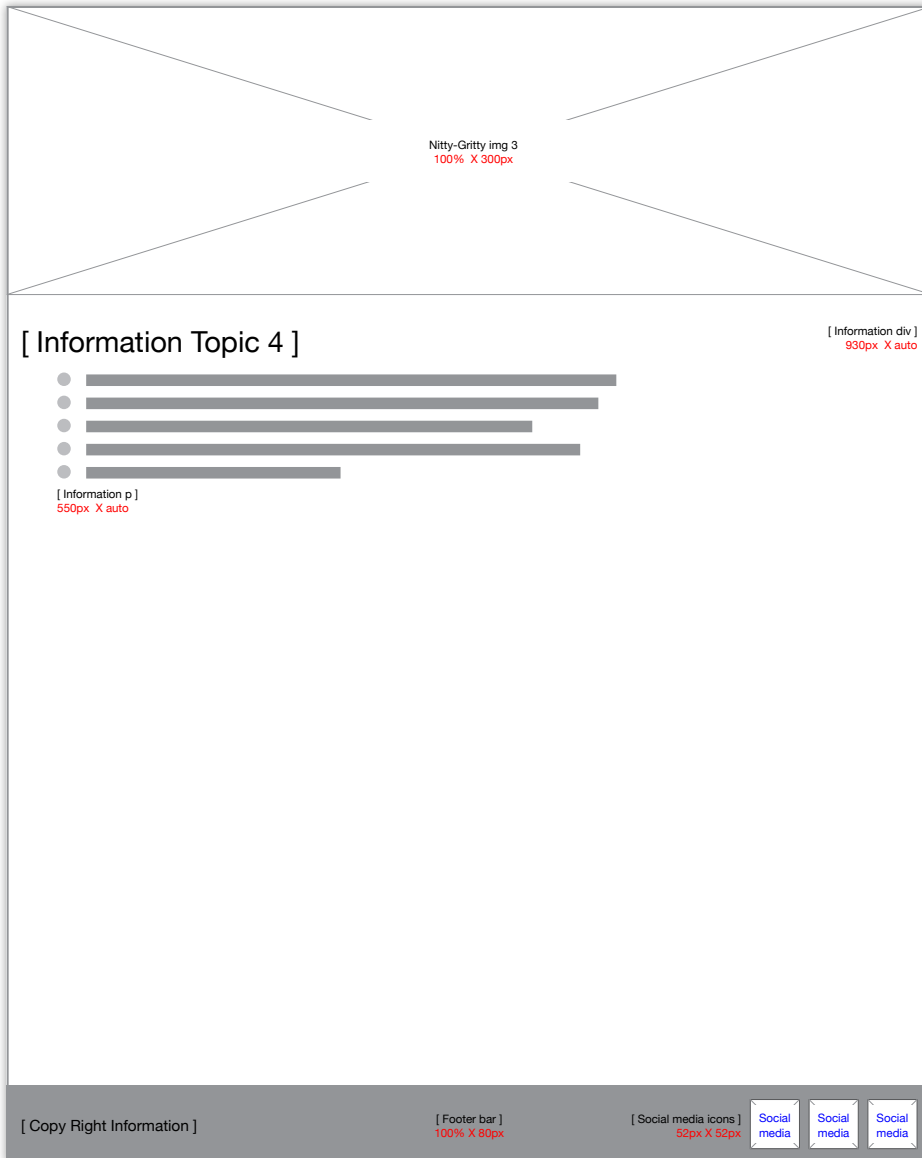 Nitty-Gritty img 3
100%  X 300px
[ Information Topic 4 ]
[ Information div ]
930px  X auto
[ Information p ]
550px  X auto
[ Copy Right Information ]
[ Footer bar ]
100% X 80px
[ Social media icons ]
52px X 52px
Social
media
Social
media
Social
media